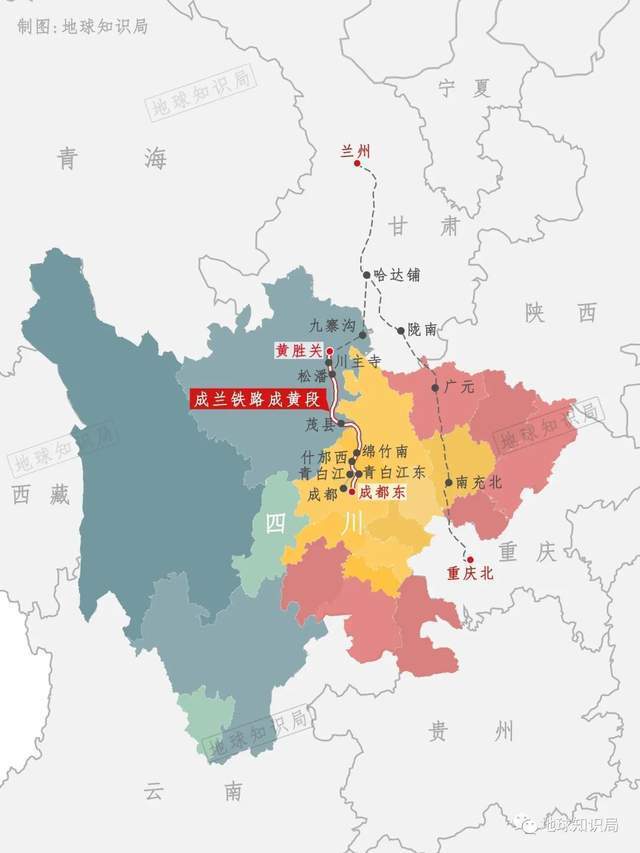 制图：地球知识局
地球知识局
宁夏
青海
兰州
甘肃
哈达铺
陕西
九寨沟
陇南
黄胜关
川主寺
松潘
广元
成兰铁路成黄段
茂县
地球知识局
地球知识局
什邡西
绵竹南
青白江
青白江东
西藏
成都
成都东
南充北
四川
重庆
重庆北
地球知识局
贵州
云南
地球知识局